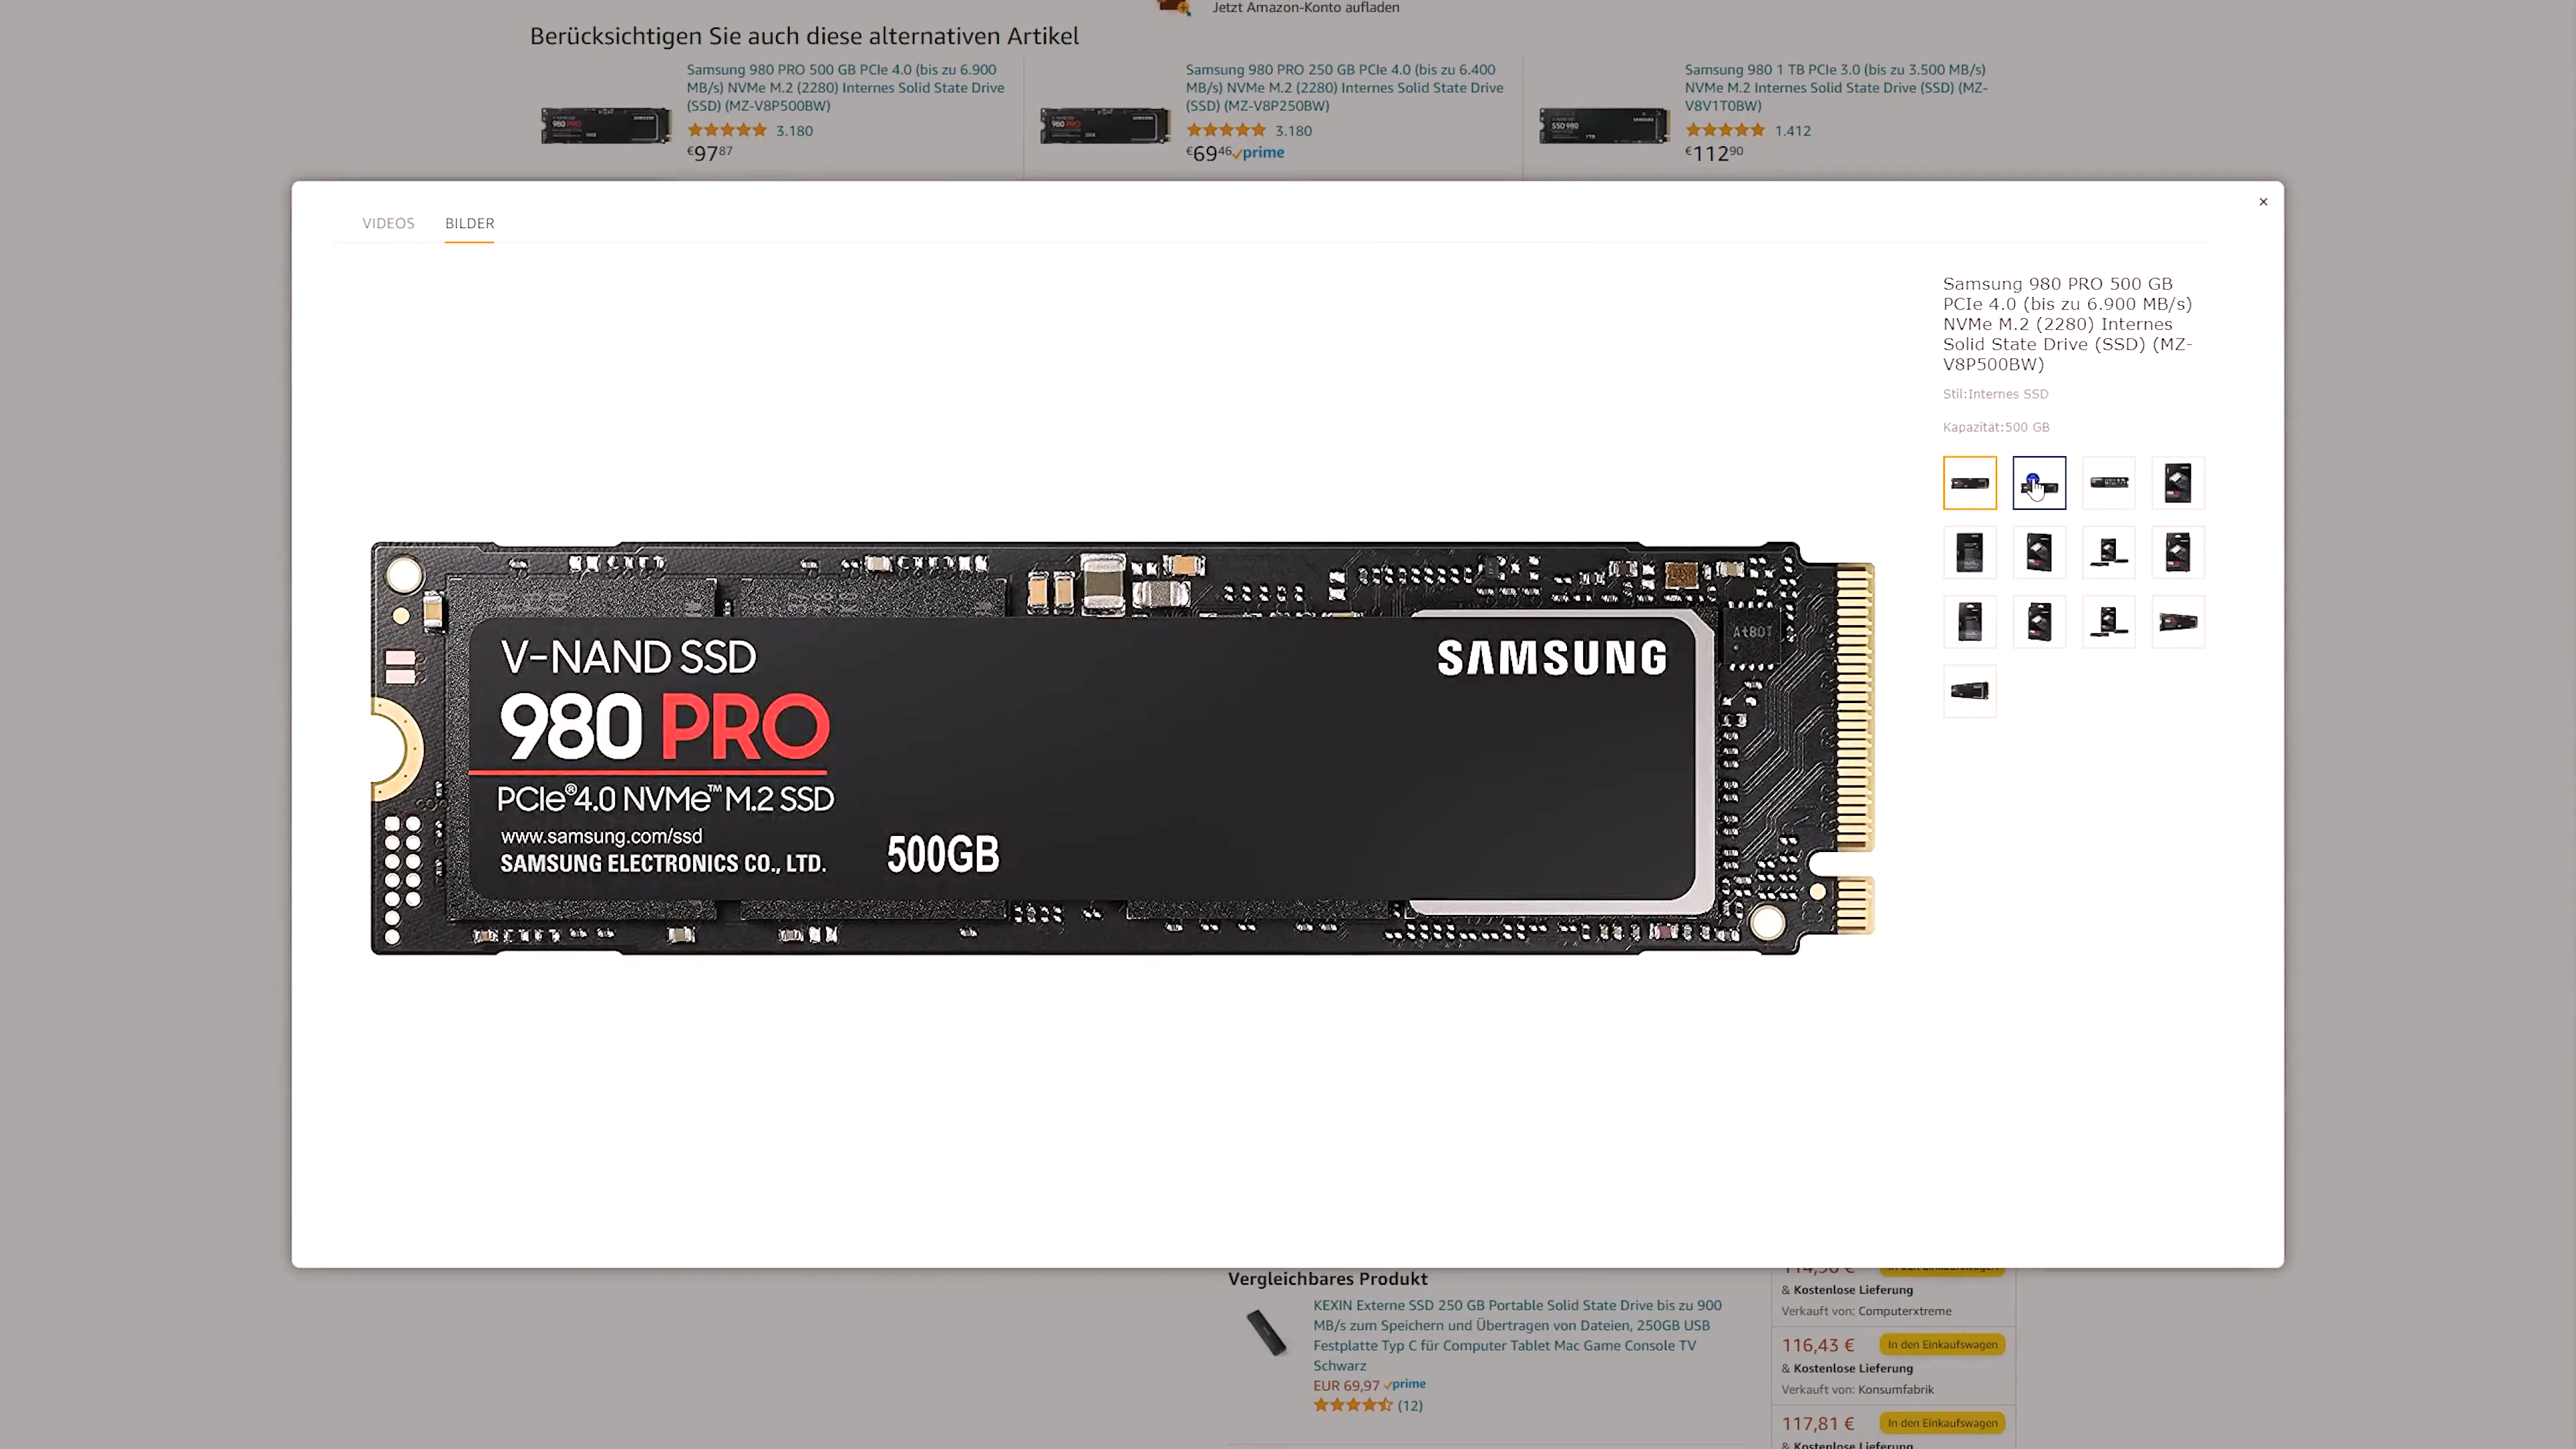 Jetzt Amazon-Konto aufladen
Berücksichtigen Sie auch diese alternativen Artikel
Samsung 980 PRO 500 GB PCIe 4.0 (bis zu 6.900
MB/s) NVMe M.2 (2280) Internes Solid State Drive
(SSD) (MZ-V8P500BW)
3.180
€97⁸⁷
Samsung 980 PRO 250 GB PCIe 4.0 (bis zu 6.400
MB/s) NVMe M.2 (2280) Internes Solid State Drive
(SSD) (MZ-V8P250BW)
3.180
€69⁴⁶ prime
Samsung 980 1 TB PCIe 3.0 (bis zu 3.500 MB/s)
NVMe M.2 Internes Solid State Drive (SSD) (MZ-
V8V1T0BW)
1.412
€112⁹⁰
VIDEOS
BILDER
×
Samsung 980 PRO 500 GB
PCIe 4.0 (bis zu 6.900 MB/s)
NVMe M.2 (2280) Internes
Solid State Drive (SSD) (MZ-
V8P500BW)
Stil:Internes SSD
Kapazität:500 GB
V-NAND SSD
980 PRO
PCIe®4.0 NVMe™ M.2 SSD
www.samsung.com/ssd
SAMSUNG ELECTRONICS CO., LTD.
500GB
SAMSUNG
AtBOT
Vergleichbares Produkt
KEXIN Externe SSD 250 GB Portable Solid State Drive bis zu 900
MB/s zum Speichern und Übertragen von Dateien, 250GB USB
Festplatte Typ C für Computer Tablet Mac Game Console TV
Schwarz
EUR 69,97 prime
(12)
& Kostenlose Lieferung
Verkauft von: Computerxtreme
116,43 €
In den Einkaufswagen
& Kostenlose Lieferung
Verkauft von: Konsumfabrik
117,81 €
In den Einkaufswagen
& Kostenlose Lieferung